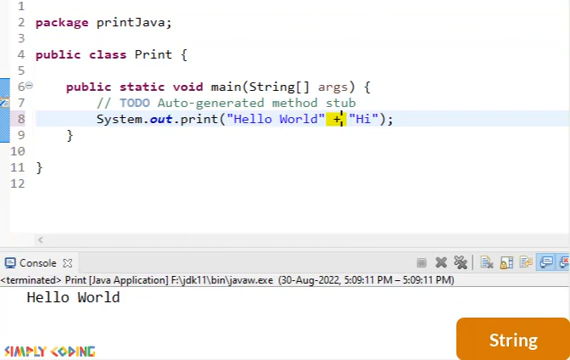 1
2 package printJava;
3
4 public class Print {
5
6 public static void main(String[] args) {
7 // TODO Auto-generated method stub
8 System.out.print("Hello World" + "Hi");
9 }
10
11 }
12
Console
<terminated> Print [Java Application] F:\jdk11\bin\javaw.exe (30-Aug-2022, 5:09:11 PM – 5:09:11 PM)
Hello World
SIMPLY CODING
String